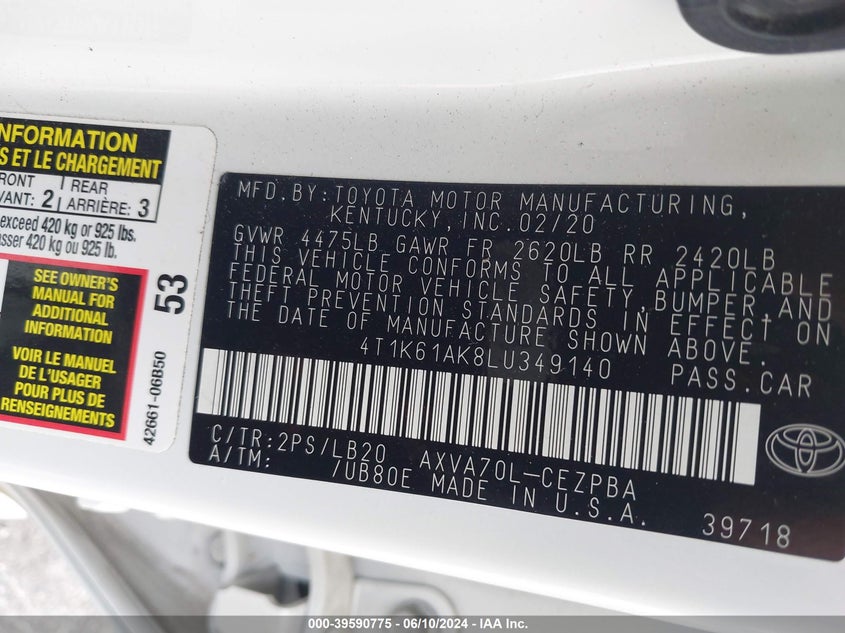 INFORMATION
S ET LE CHARGEMENT
FRONT
VANT: 2
REAR
ARRIÈRE: 3
exceed 420 kg or 925 lbs.
asser 420 kg ou 925 lb.
SEE OWNER'S
MANUAL FOR
ADDITIONAL
INFORMATION
VOIR LE MANUEL
DE L'USAGER
POUR PLUS DE
RENSEIGNEMENTS
53
42661-06B50
MFD. BY: TOYOTA MOTOR MANUFACTURING,
KENTUCKY, INC. 02/20
GVWR 4475LB GAWR FR 2620LB RR 2420LB
THIS VEHICLE CONFORMS TO ALL APPLICABLE
FEDERAL MOTOR VEHICLE SAFETY, BUMPER, AND
THEFT PREVENTION STANDARDS IN EFFECT ON
THE DATE OF MANUFACTURE SHOWN ABOVE.
4T1K61AK8LU349140 PASS.CAR
C/TR: 2PS/LB20 AXVA70L-CEZPBA
A/TM: /UB80E MADE IN U.S.A.
39718
000-39590775 - 06/10/2024 - IAA Inc.